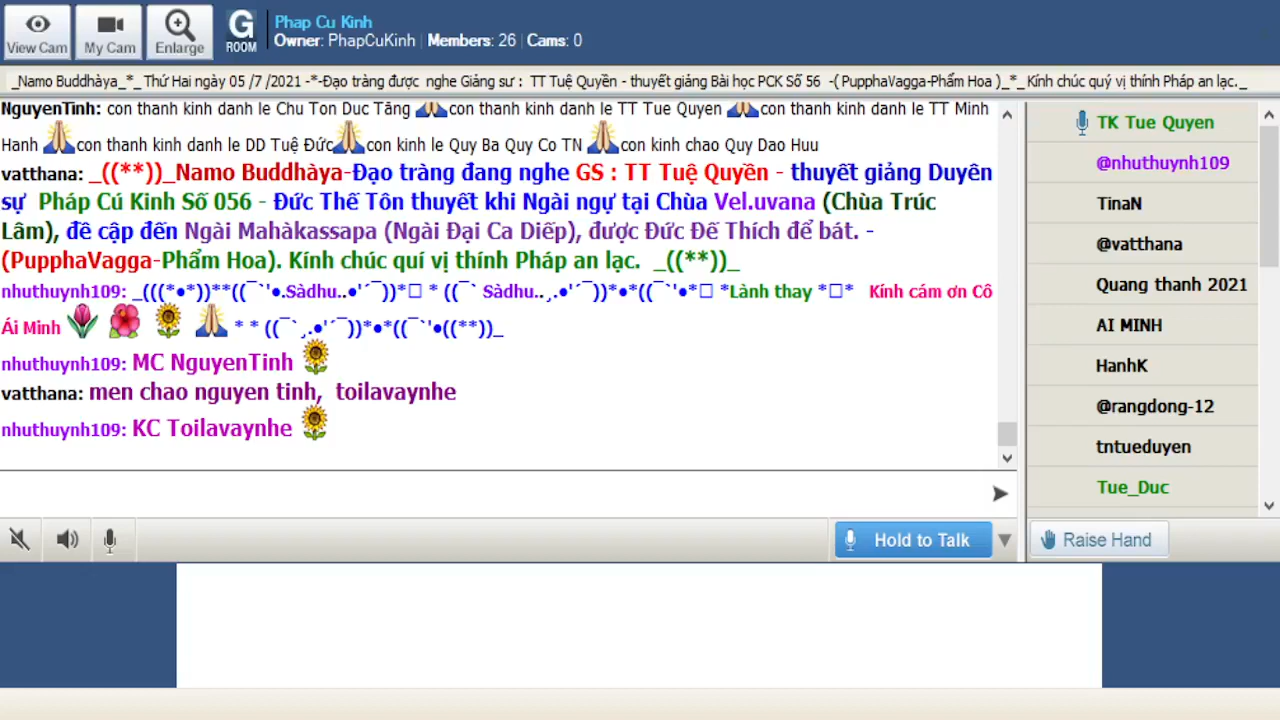 View Cam
My Cam
Enlarge
G
ROOM
Phap Cu Kinh
Owner: PhapCuKinh | Members: 26 | Cams: 0
_Namo Buddhàya_*_ Thứ Hai ngày 05 /7 /2021 -*-Đạo tràng được nghe Giảng sư : TT Tuệ Quyền - thuyết giảng Bài học PCK Số 56 -( PupphaVagga-Phẩm Hoa )_*_ Kính chúc quý vị thính Pháp an lạc._
NguyenTinh: con thanh kinh danh le Chu Ton Duc Tăng 🙏con thanh kinh danh le TT Tue Quyen 🙏con thanh kinh danh le TT Minh
Hanh 🙏con thanh kinh danh le DD Tuệ Đức🙏con kinh le Quy Ba Quy Co TN 🙏con kinh chao Quy Dao Huu
vatthana: _((**))_Namo Buddhàya-Đạo tràng đang nghe GS : TT Tuệ Quyền - thuyết giảng Duyên
sự Pháp Cú Kinh Số 056 - Đức Thế Tôn thuyết khi Ngài ngự tại Chùa Vel.uvana (Chùa Trúc
Lâm), đề cập đến Ngài Mahàkassapa (Ngài Đại Ca Diếp), được Đức Đế Thích để bát. -
(PupphaVagga-Phẩm Hoa). Kính chúc quí vị thính Pháp an lạc. _((**))_
nhuthuynh109: _(((*●*))**((¯`'●.Sàdhu..●'´¯))*□ * ((¯` Sàdhu..¸.●'´¯))*●*((¯`'●*□ *Lành thay *□* Kính cám ơn Cô
Ái Minh 🌷🌺🌻🙏 * * ((¯`¸.●'´¯))*●*((¯`'●((**))_
nhuthuynh109: MC NguyenTinh 🌻
vatthana: men chao nguyen tinh, toilavaynhe
nhuthuynh109: KC Toilavaynhe 🌻
TK Tue Quyen
@nhuthuynh109
TinaN
@vatthana
Quang thanh 2021
AI MINH
HanhK
@rangdong-12
tntueduyen
Tue_Duc
Hold to Talk
Raise Hand